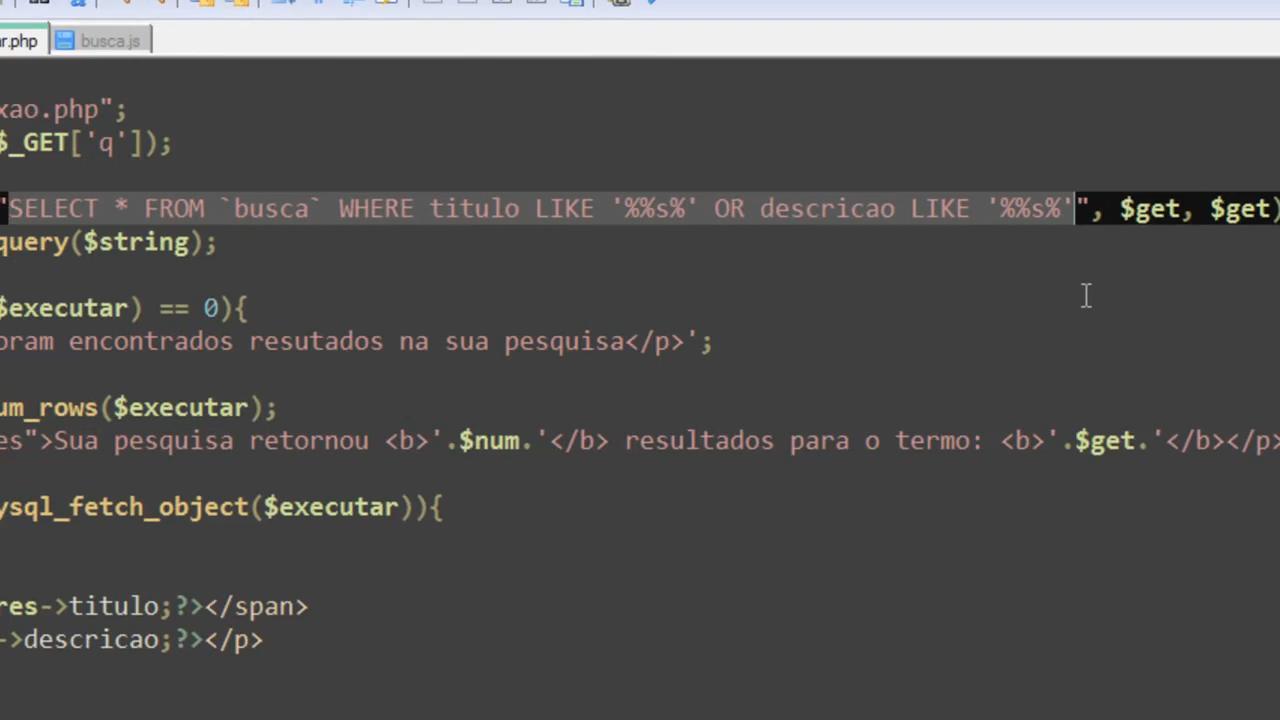 r.php busca.js
xao.php";
$_GET['q']);
"SELECT * FROM `busca` WHERE titulo LIKE '%%s%' OR descricao LIKE '%%s%'", $get, $get)
query($string);
$executar) == 0){
oram encontrados resutados na sua pesquisa</p>';
um_rows($executar);
es">Sua pesquisa retornou <b>'.$num.'</b> resultados para o termo: <b>'.$get.'</b></p>
ysql_fetch_object($executar)){
res->titulo;?></span>
->descricao;?></p>